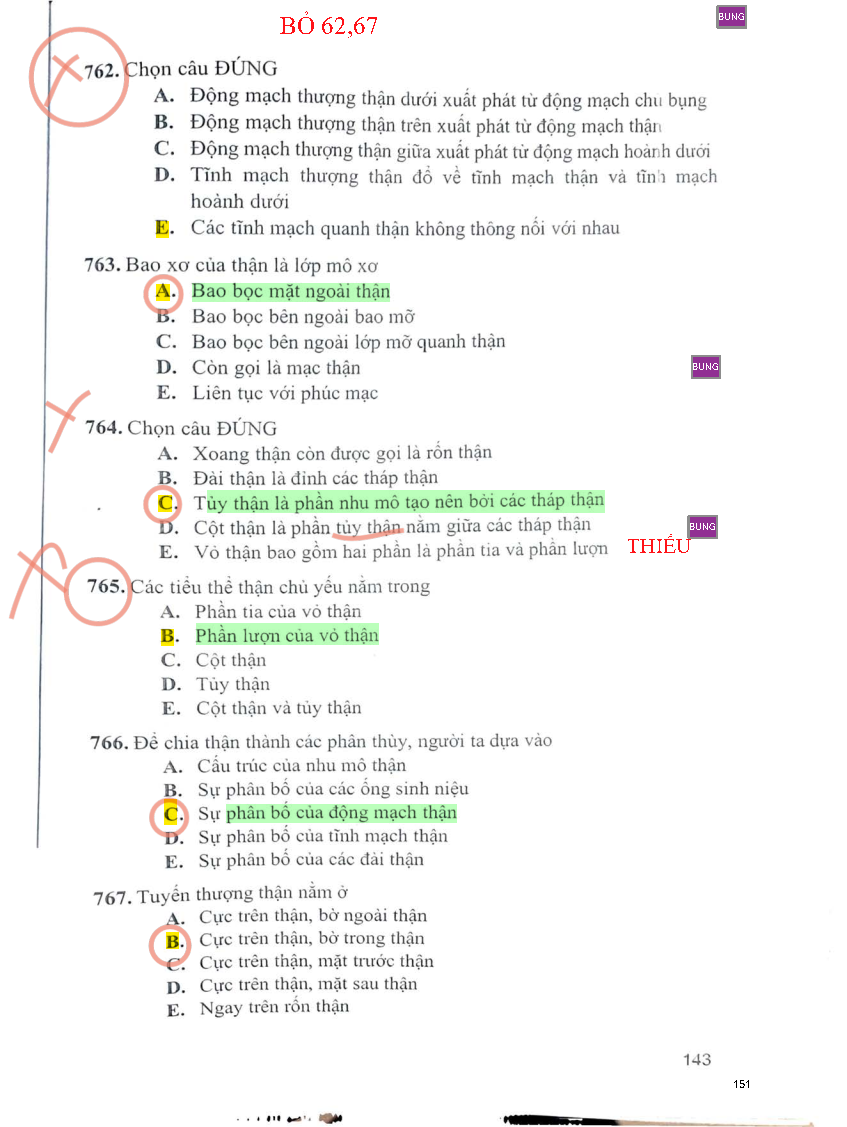 BỎ 62,67
BUNG
762. Chọn câu ĐÚNG
A. Động mạch thượng thận dưới xuất phát từ động mạch chủ bụng
B. Động mạch thượng thận trên xuất phát từ động mạch thận
C. Động mạch thượng thận giữa xuất phát từ động mạch hoành dưới
D. Tĩnh mạch thượng thận đổ về tĩnh mạch thận và tĩnh mạch
hoành dưới
E. Các tĩnh mạch quanh thận không thông nối với nhau
763. Bao xơ của thận là lớp mô xơ
A. Bao bọc mặt ngoài thận
B. Bao bọc bên ngoài bao mỡ
C. Bao bọc bên ngoài lớp mỡ quanh thận
D. Còn gọi là mạc thận
BUNG
E. Liên tục với phúc mạc
764. Chọn câu ĐÚNG
A. Xoang thận còn được gọi là rốn thận
B. Đài thận là đỉnh các tháp thận
C. Tủy thận là phần nhu mô tạo nên bởi các tháp thận
D. Cột thận là phần tủy thận nằm giữa các tháp thận
BUNG
E. Vỏ thận bao gồm hai phần là phần tia và phần lượn
THIẾU
765. Các tiểu thể thận chủ yếu nằm trong
A. Phần tia của vỏ thận
B. Phần lượn của vỏ thận
C. Cột thận
D. Tủy thận
E. Cột thận và tủy thận
766. Để chia thận thành các phân thùy, người ta dựa vào
A. Cấu trúc của nhu mô thận
B. Sự phân bố của các ống sinh niệu
C. Sự phân bố của động mạch thận
D. Sự phân bố của tĩnh mạch thận
E. Sự phân bố của các đài thận
767. Tuyến thượng thận nằm ở
A. Cực trên thận, bờ ngoài thận
B. Cực trên thận, bờ trong thận
C. Cực trên thận, mặt trước thận
D. Cực trên thận, mặt sau thận
E. Ngay trên rốn thận
143
151